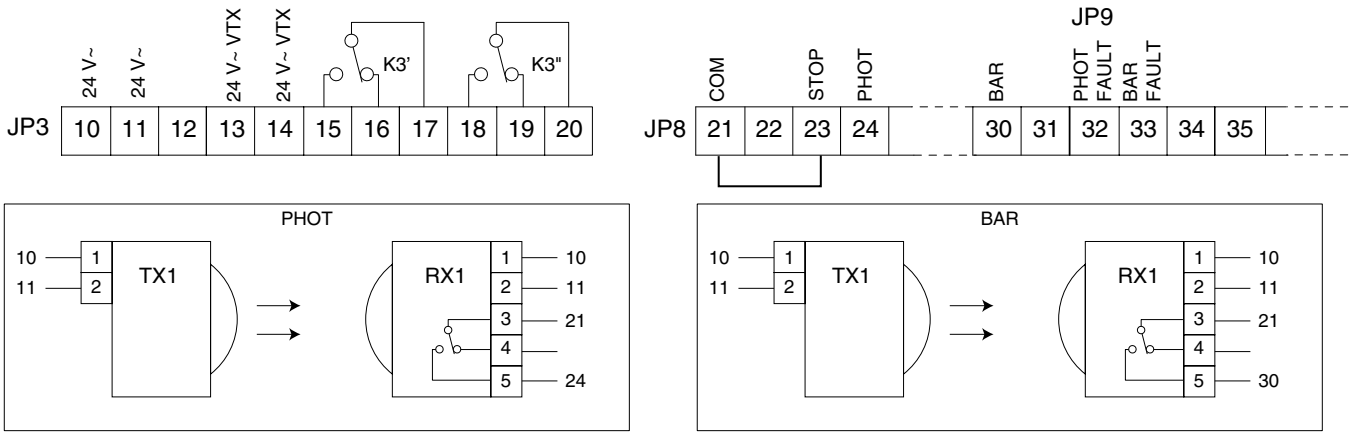 JP9
24 V~
24 V~
24 V~ VTX
24 V~ VTX
K3'
K3"
COM
STOP
PHOT
BAR
PHOT
FAULT
BAR
FAULT
JP3 10 11 12 13 14 15 16 17 18 19 20
JP8 21 22 23 24 30 31 32 33 34 35
PHOT
10 1
11 2
TX1
RX1
1 10
2 11
3 21
4
5 24
BAR
10 1
11 2
TX1
RX1
1 10
2 11
3 21
4
5 30